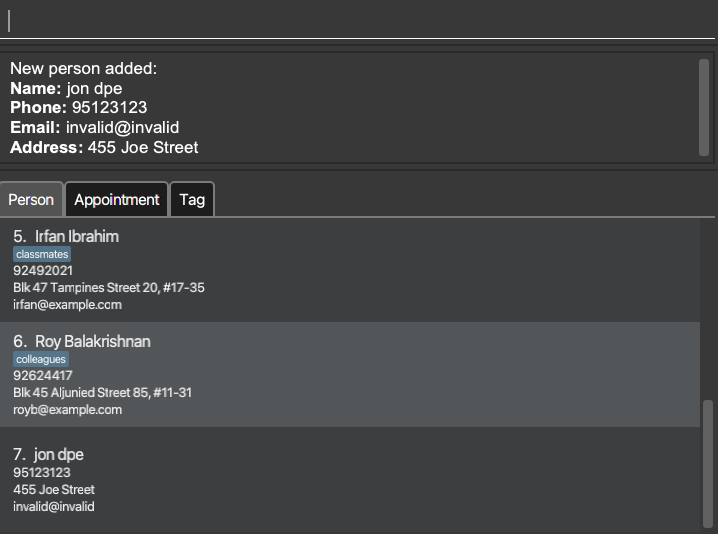 New person added:
Name: jon dpe
Phone: 95123123
Email: invalid@invalid
Address: 455 Joe Street
Person Appointment Tag
5. Irfan Ibrahim
classmates
92492021
Blk 47 Tampines Street 20, #17-35
irfan@example.com
6. Roy Balakrishnan
colleagues
92624417
Blk 45 Aljunied Street 85, #11-31
royb@example.com
7. jon dpe
95123123
455 Joe Street
invalid@invalid